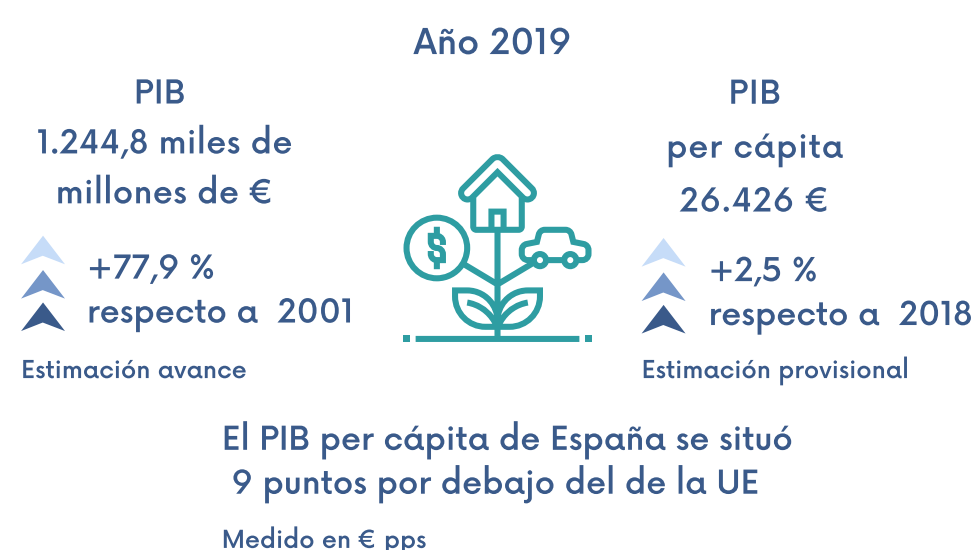 Año 2019
PIB
1.244,8 miles de
millones de €
+77,9 %
respecto a 2001
Estimación avance
$
PIB
per cápita
26.426 €
+2,5 %
respecto a 2018
Estimación provisional
El PIB per cápita de España se situó
9 puntos por debajo del de la UE
Medido en € pps